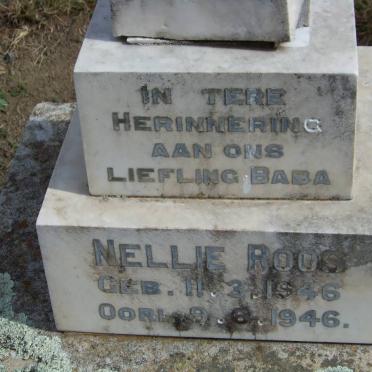 IN TERE
HERINNERING
AAN ONS
LIEFLING BABA
NELLIE ROOS
GEB. 11.3.1946
OORL. 9.6.1946.